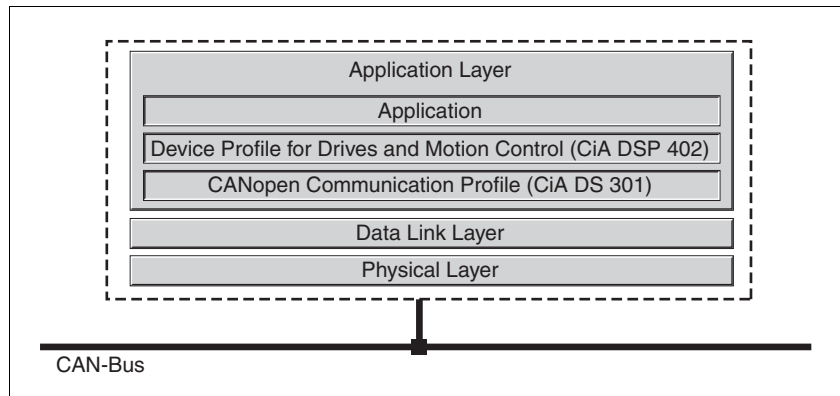 Application Layer
Application
Device Profile for Drives and Motion Control (CiA DSP 402)
CANopen Communication Profile (CiA DS 301)
Data Link Layer
Physical Layer
CAN-Bus